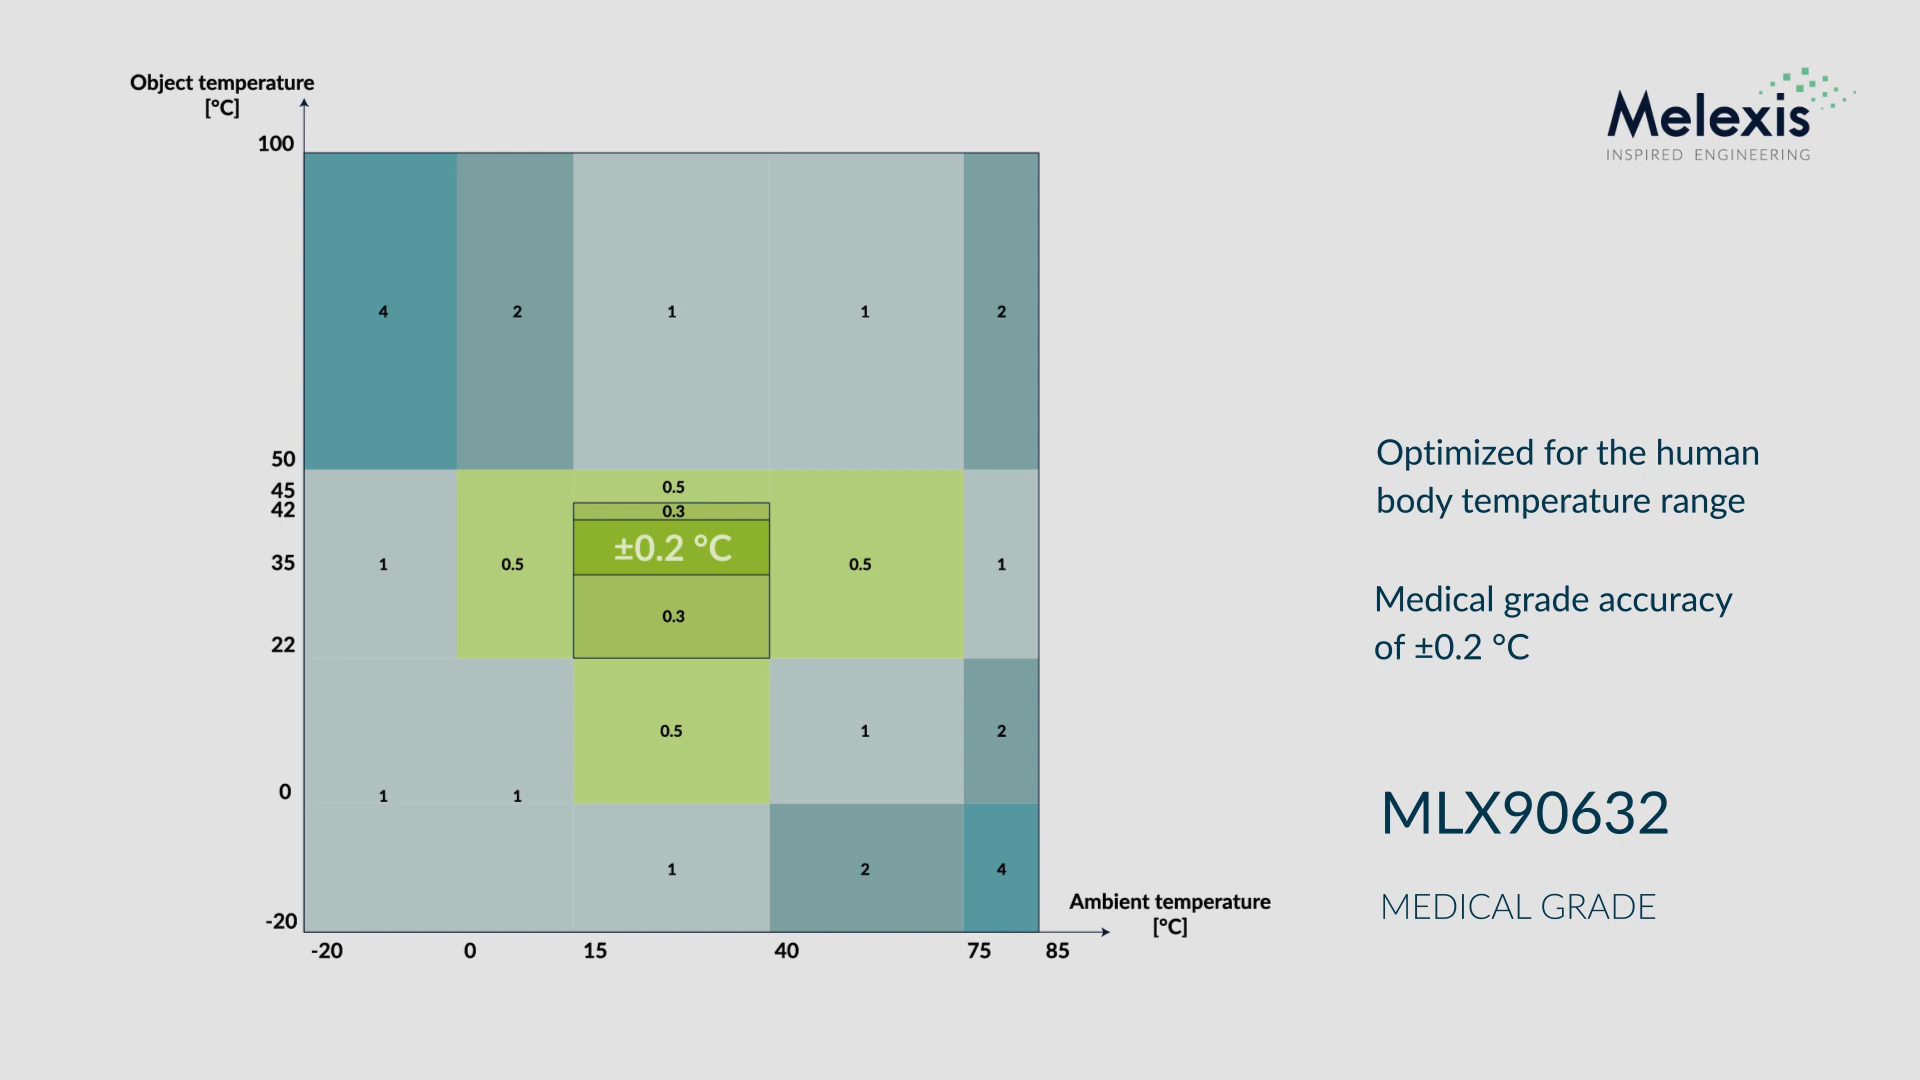 Object temperature
[°C]
Melexis
INSPIRED ENGINEERING
100
4 2 1 1 2
50
45
42
35
22
0
-20
0.5
0.3
±0.2 °C
1 0.5 0.5 1
0.3
0.5 1 2
1 1
1 2 4
Ambient temperature
[°C]
-20 0 15 40 75 85
Optimized for the human
body temperature range
Medical grade accuracy
of ±0.2 °C
MLX90632
MEDICAL GRADE